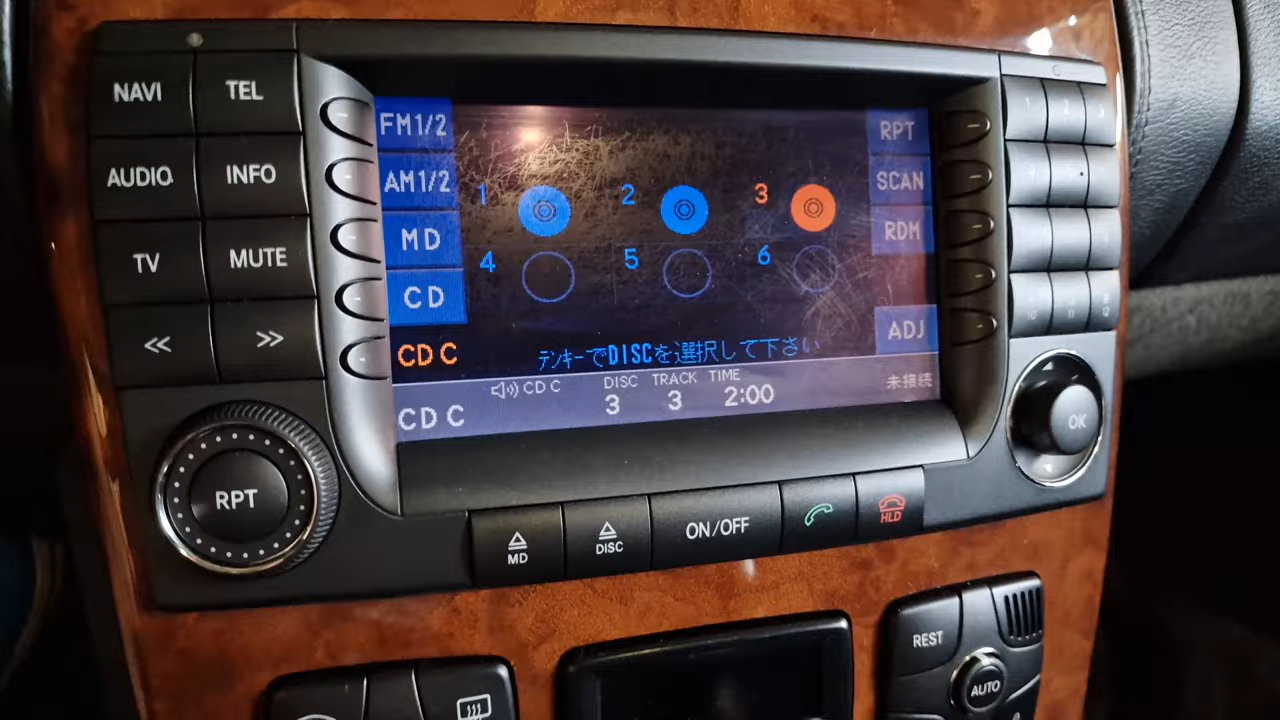 NAVI TEL
AUDIO INFO
TV MUTE
RPT
FM1/2
AM1/2
MD
CD
CD C
1 2 3
4 5 6
テンキーでDISCを選択して下さい
RPT
SCAN
RDM
ADJ
CD C
CD C
DISC TRACK TIME
3 3 2:00
未接続
1 2 3
OK
MD
DISC
ON/OFF
HLD
REST
AUTO